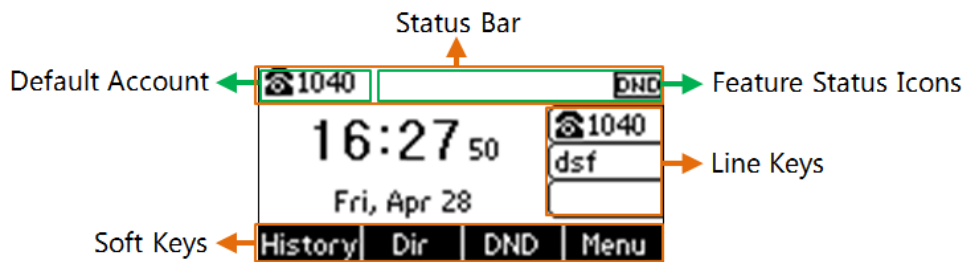 Status Bar
Default Account
☎1040
DND
Feature Status Icons
16:27 50
☎1040
dsf
Line Keys
Fri, Apr 28
Soft Keys
History Dir DND Menu